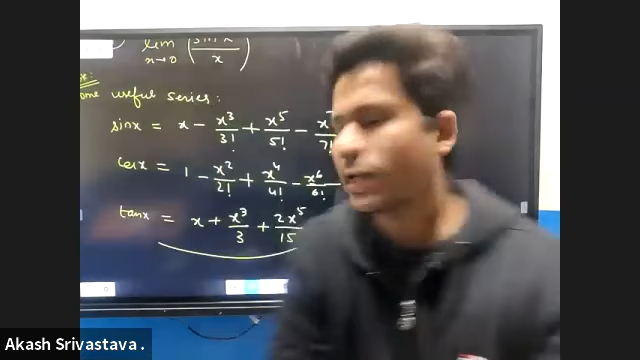 lim x→0 (sin x / x)
some useful series:
sinx = x - x³/3! + x⁵/5! - x⁷/7!
cosx = 1 - x²/2! + x⁴/4! - x⁶/6! -
tanx = x + x³/3 + 2x⁵/15
Akash Srivastava .